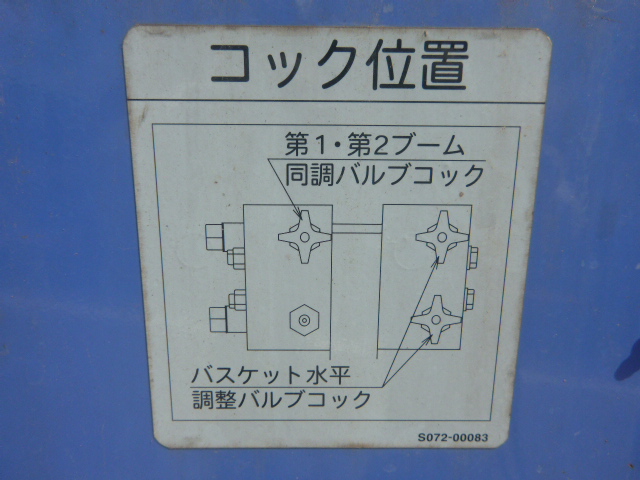 コック位置
第1・第2ブーム
同調バルブコック
バスケット水平
調整バルブコック
S072-00083